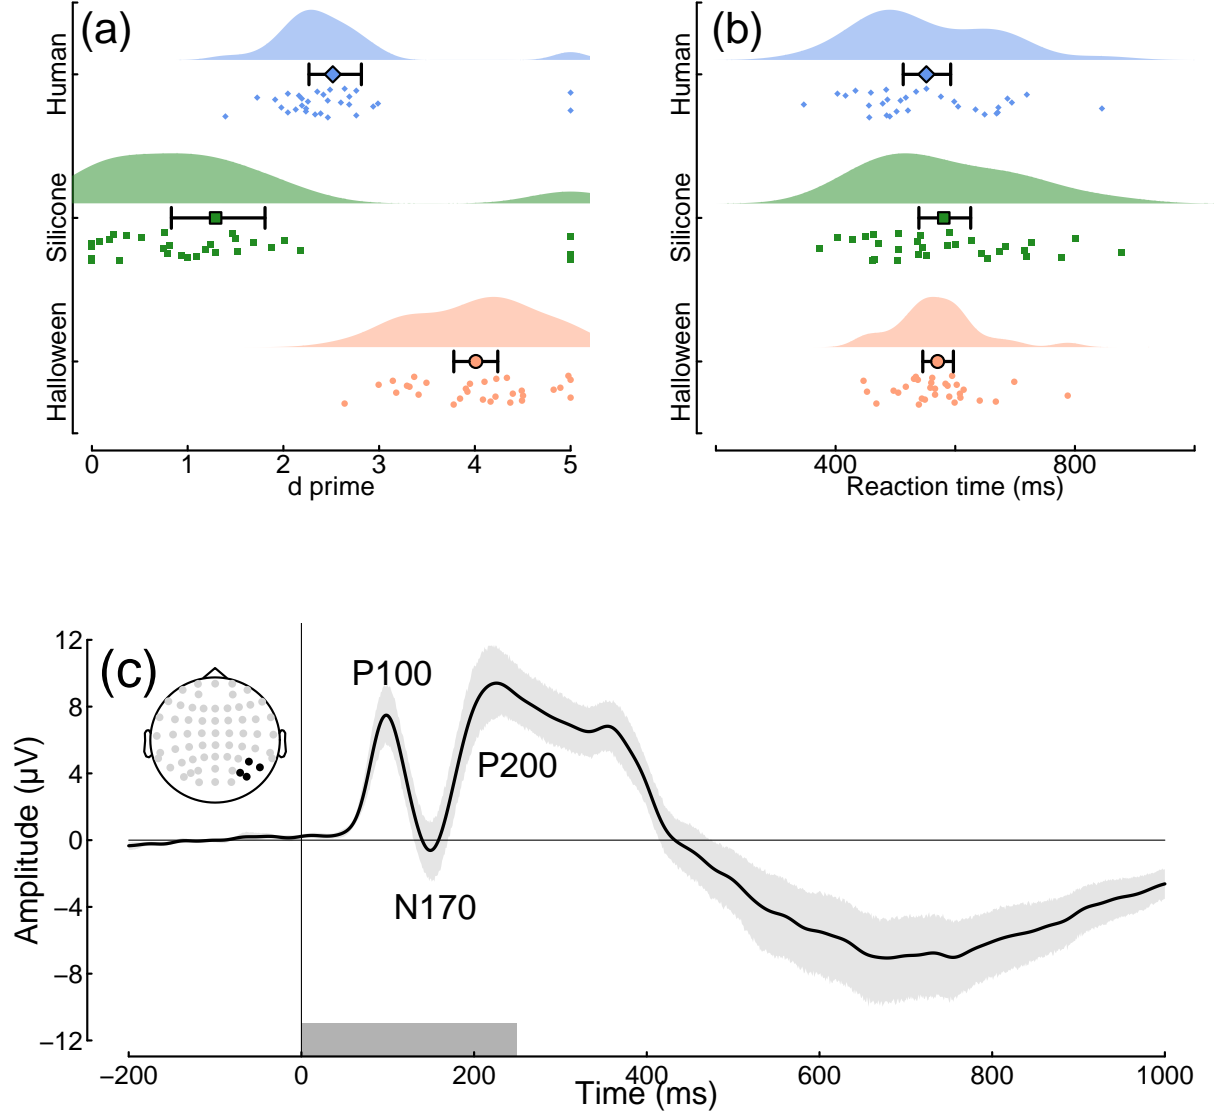 (a)
Human
Silicone
Halloween
0 1 2 3 4 5
d prime
(b)
Human
Silicone
Halloween
400 800
Reaction time (ms)
(c)
12
8
4
0
−4
−8
−12
Amplitude (μV)
P100
P200
N170
−200 0 200 400 600 800 1000
Time (ms)